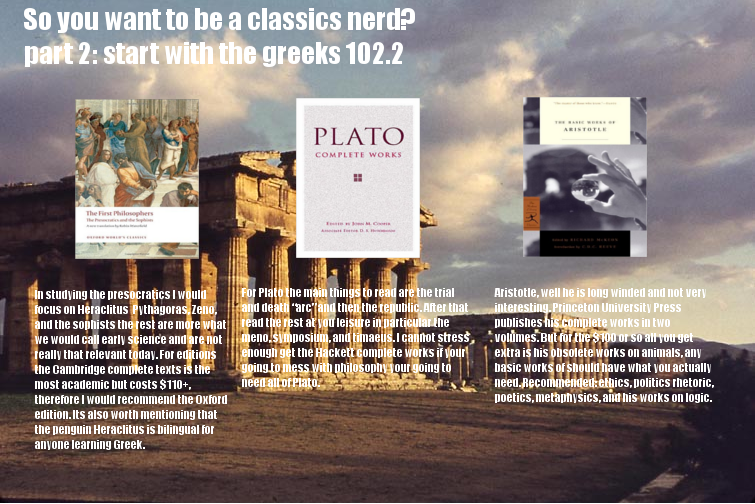 So you want to be a classics nerd?
part 2: start with the greeks 102.2
The First Philosophers
The Presocratics and the Sophists
OXFORD WORLD'S CLASSICS
PLATO
COMPLETE WORKS
EDITED BY JOHN M. COOPER
ASSOCIATE EDITOR D. S. HUTCHINSON
THE BASIC WORKS OF
ARISTOTLE
In studying the presocratics I would
focus on Heraclitus Pythagoras, Zeno,
and the sophists the rest are more what
we would call early science and are not
really that relevant today. For editions
the Cambridge complete texts is the
most academic but costs $110+,
therefore I would recommend the Oxford
edition. Its also worth mentioning that
the penguin Heraclitus is bilingual for
anyone learning Greek.
For Plato the main things to read are the trial
and death "arc" and then the republic. After that
read the rest at you leisure in particular the
meno, symposium, and timaeus. I cannot stress
enough get the Hackett complete works if your
going to mess with philosophy your going to
need all of Plato.
Aristotle, well he is long winded and not very
interesting. Princeton University Press
publishes his complete works in two
volumes. But for the $100 or so all you get
extra is his obsolete works on animals, any
basic works of should have what you actually
need. Recommended: ethics, politics rhetoric,
poetics, metaphysics, and his works on logic.